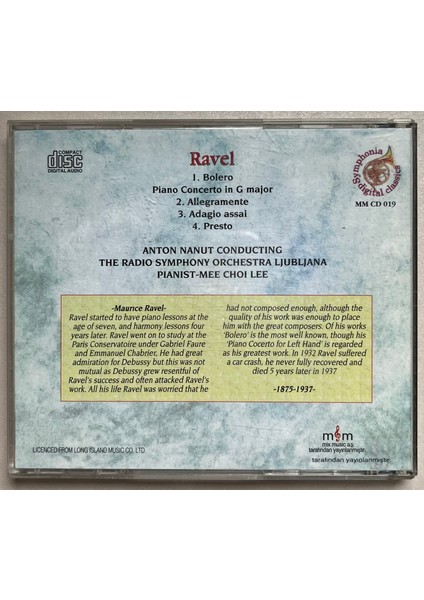 COMPACT
disc
DIGITAL AUDIO
Ravel
1. Bolero
Piano Concerto in G major
2. Allegramente
3. Adagio assai
4. Presto
Symphonia
digital classics
MM CD 019
ANTON NANUT CONDUCTING
THE RADIO SYMPHONY ORCHESTRA LJUBLJANA
PIANIST-MEE CHOI LEE
-Maurice Ravel-
Ravel started to have piano lessons at the
age of seven, and harmony lessons four
years later. Ravel went on to study at the
Paris Conservatoire under Gabriel Faure
and Emmanuel Chabrier. He had great
admiration for Debussy but this was not
mutual as Debussy grew resentful of
Ravel's success and often attacked Ravel's
work. All his life Ravel was worried that he
had not composed enough, although the
quality of his work was enough to place
him with the great composers. Of his works
'Bolero' is the most well known, though his
'Piano Cocerto for Left Hand' is regarded
as his greatest work. In 1932 Ravel suffered
a car crash, he never fully recovered and
died 5 years later in 1937
-1875-1937-
LICENCED FROM LONG ISLAND MUSIC CO. LTD
mm
mix music a.ş.
tarafından yayınlanmıştır.
tarafından yayınlanmıştır.